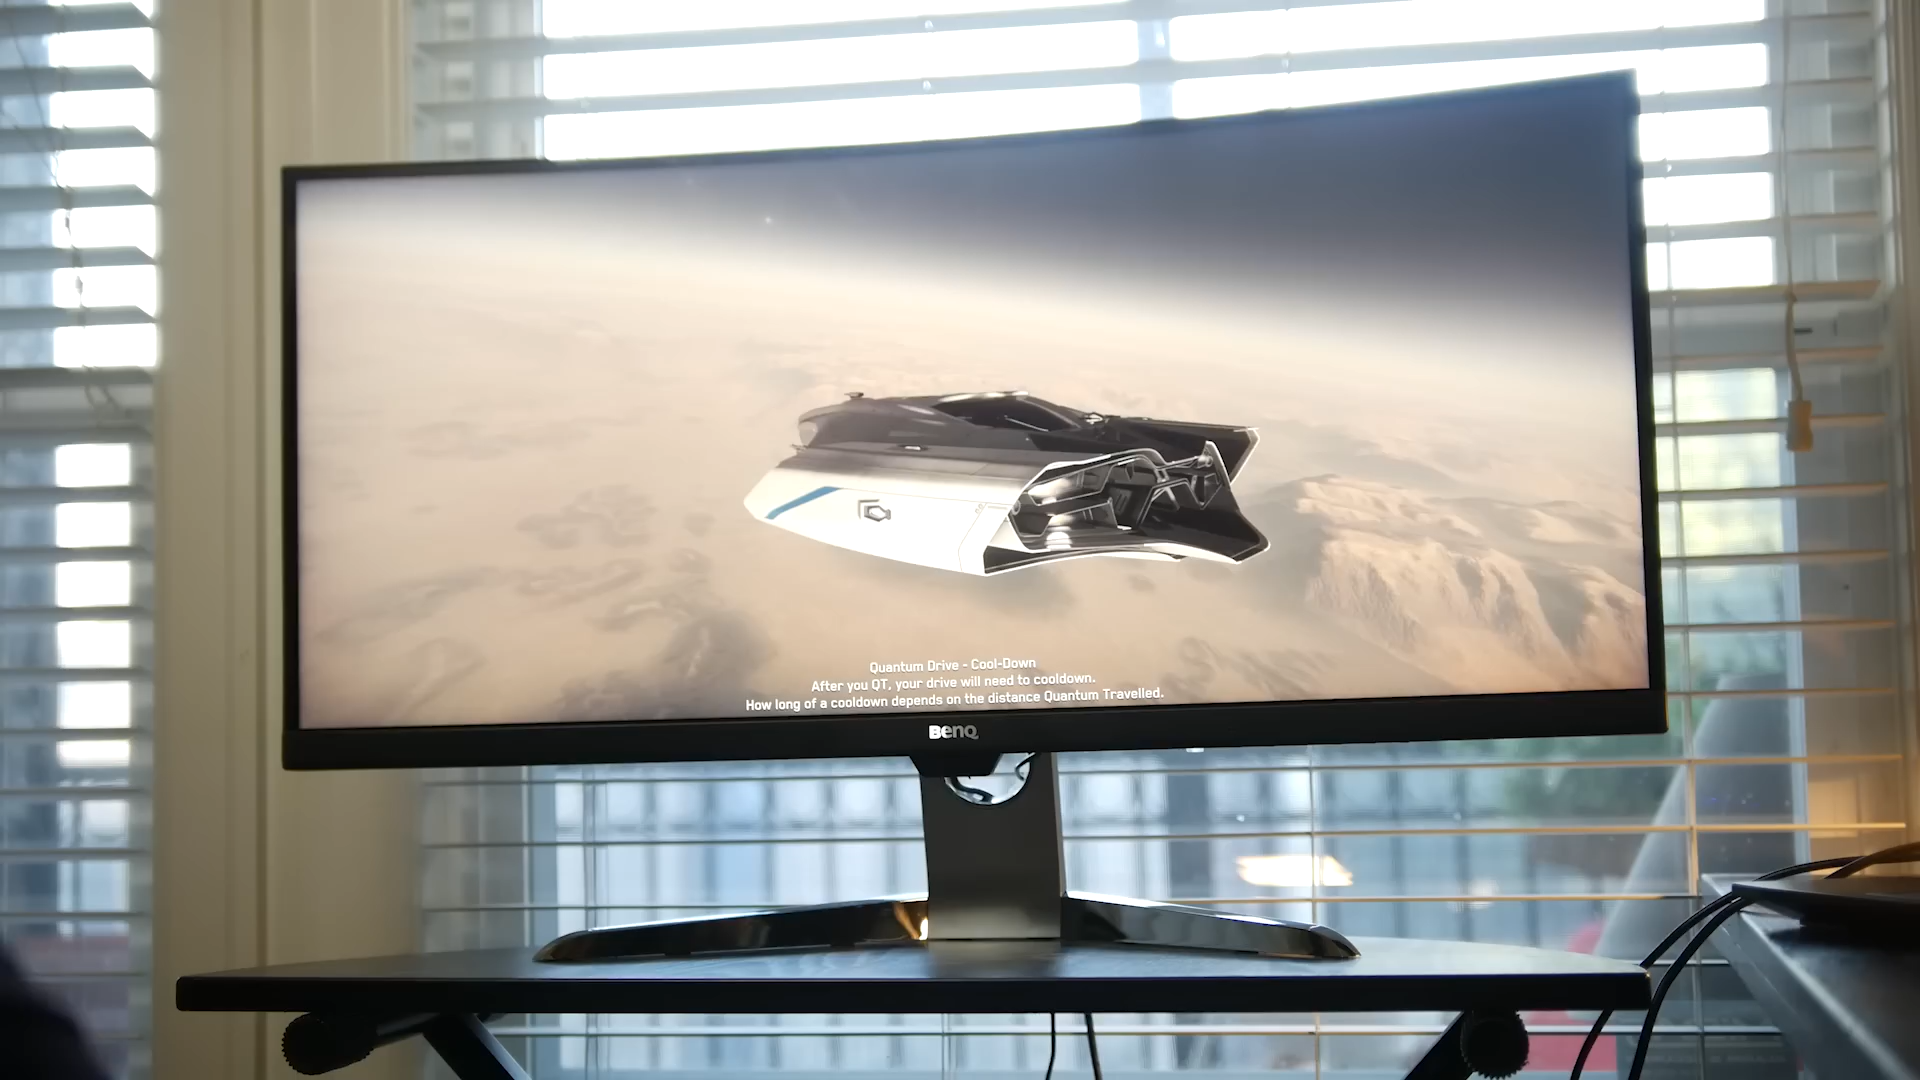 Quantum Drive - Cool-Down
After you QT, your drive will need to cooldown.
How long of a cooldown depends on the distance Quantum Travelled.
BenQ